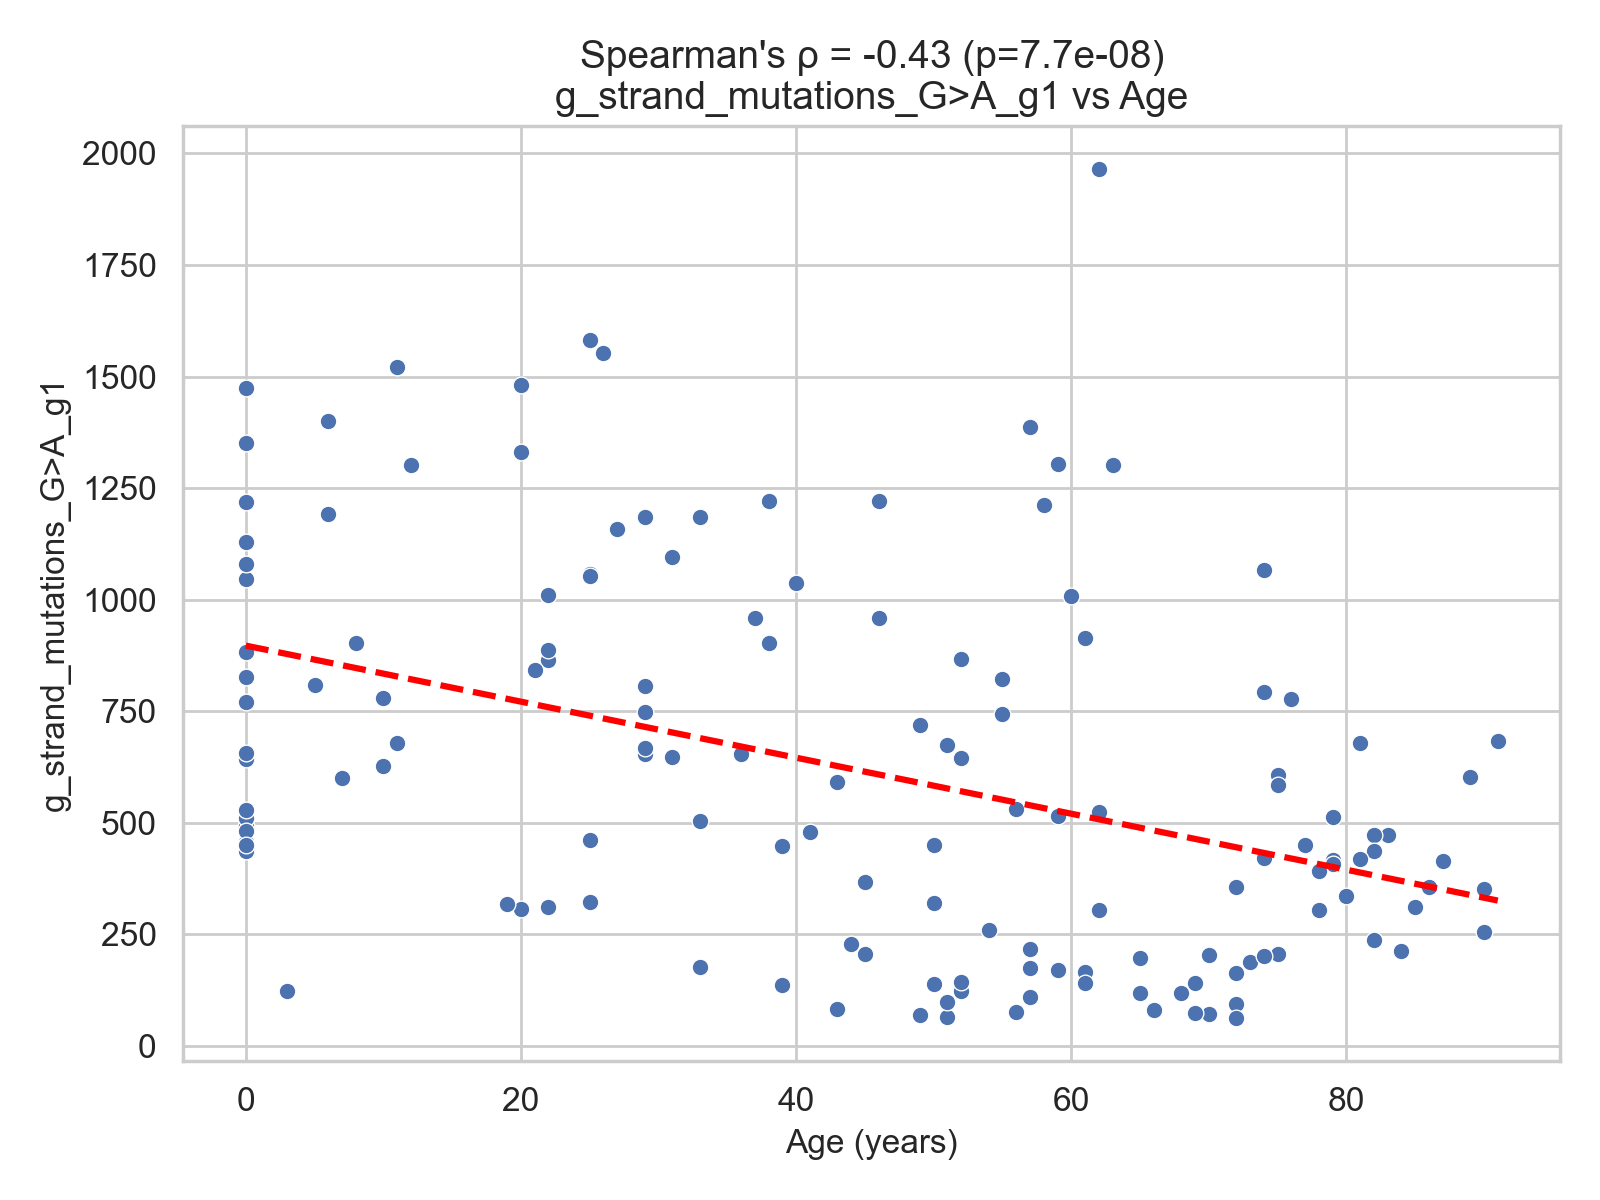 Spearman's ρ = -0.43 (p=7.7e-08)
g_strand_mutations_G>A_g1 vs Age
2000
1750
1500
1250
1000
750
500
250
0
g_strand_mutations_G>A_g1
0 20 40 60 80
Age (years)